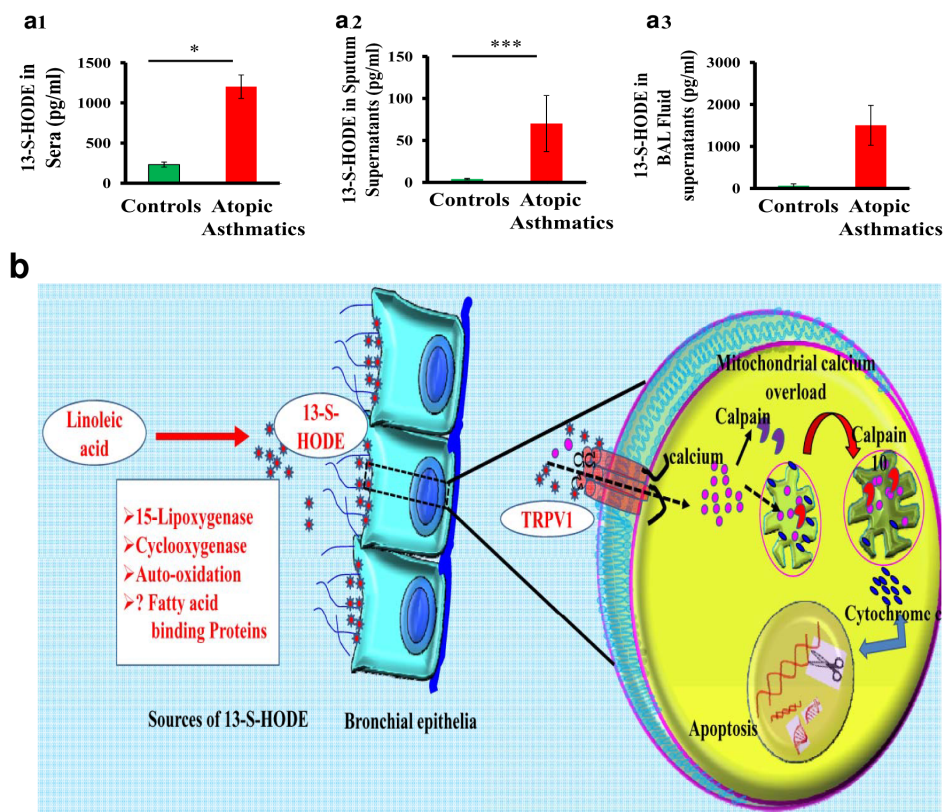 a1
*
13-S-HODE in
Sera (pg/ml)
1500
1000
500
0
Controls
Atopic
Asthmatics
a2
***
13-S-HODE in Sputum
Supernatants (pg/ml)
150
100
50
0
Controls
Atopic
Asthmatics
a3
13-S-HODE in
BAL Fluid
supernatants (pg/ml)
3000
2000
1000
0
Controls
Atopic
Asthmatics
b
Linoleic
acid
13-S-
HODE
➢15-Lipoxygenase
➢Cyclooxygenase
➢Auto-oxidation
➢? Fatty acid
binding Proteins
Sources of 13-S-HODE
Bronchial epithelia
TRPV1
Mitochondrial calcium
overload
Calpain
calcium
Calpain
10
Cytochrome c
Apoptosis